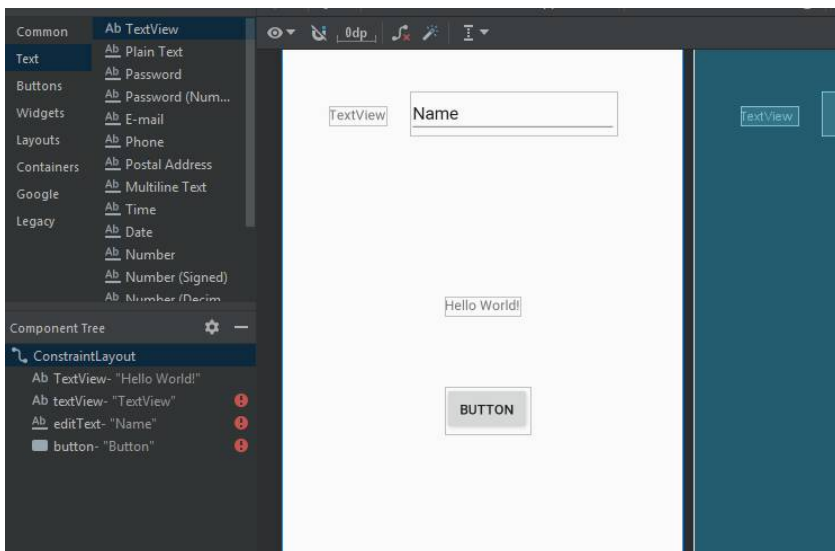 Common
Text
Buttons
Widgets
Layouts
Containers
Google
Legacy
Ab TextView
Ab Plain Text
Ab Password
Ab Password (Num...
Ab E-mail
Ab Phone
Ab Postal Address
Ab Multiline Text
Ab Time
Ab Date
Ab Number
Ab Number (Signed)
Ab Number (Decim
0dp
TextView
Name
Hello World!
BUTTON
TextView
Component Tree
ConstraintLayout
Ab TextView- "Hello World!"
Ab textView- "TextView"
Ab editText- "Name"
button- "Button"